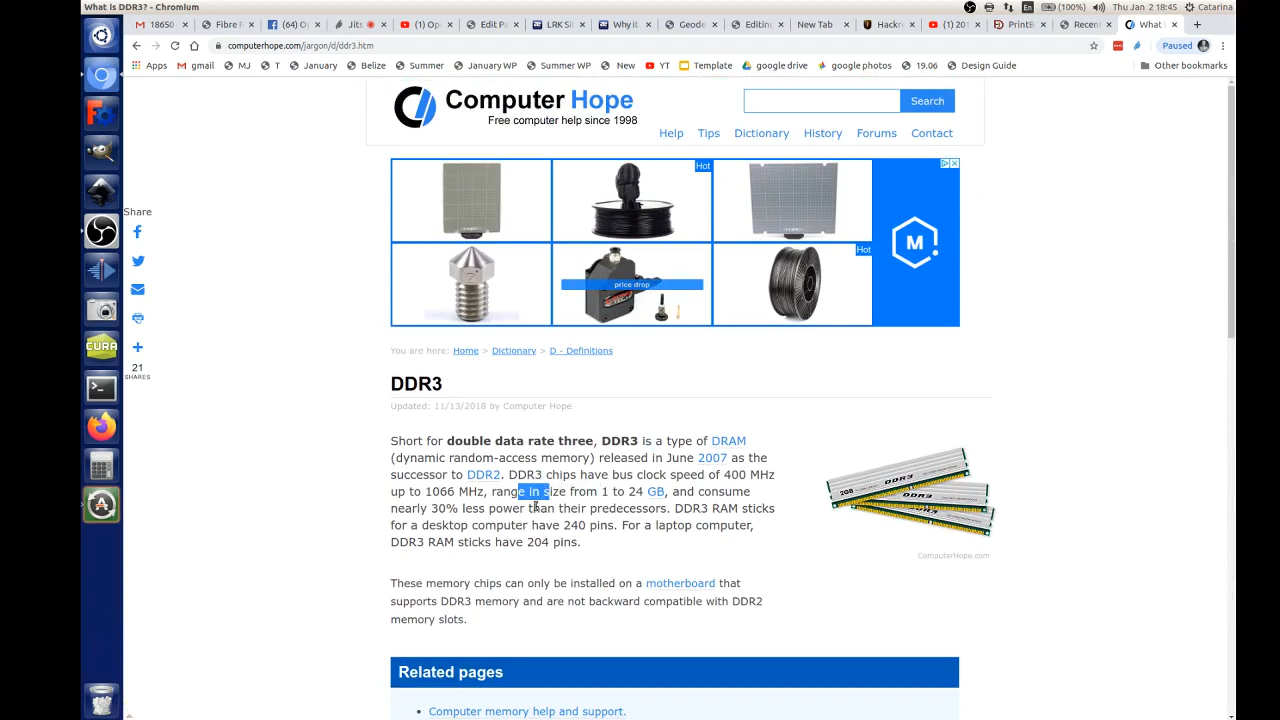 What is DDR3? - Chromium
En
(100%)
Thu Jan 2 18:45
Catarina
18650
Fibre F
(64) O
Jits
(1) Op
Edit Pa
LRK Sl
Why it
Geode
Editing
New Tab
Hackr
(1) 201
PrintB
Recen
What i
computerhope.com/jargon/d/ddr3.htm
Paused
Apps
gmail
MJ
T
January
Belize
Summer
January WP
Summer WP
New
YT
Template
google drive
google photos
19.06
Design Guide
Other bookmarks
Computer Hope
Free computer help since 1998
Search
Help
Tips
Dictionary
History
Forums
Contact
Hot
Hot
price drop
M
CURA
Share
21
SHARES
You are here: Home > Dictionary > D - Definitions
DDR3
Updated: 11/13/2018 by Computer Hope
Short for double data rate three, DDR3 is a type of DRAM
(dynamic random-access memory) released in June 2007 as the
successor to DDR2. DDR3 chips have bus clock speed of 400 MHz
up to 1066 MHz, range in size from 1 to 24 GB, and consume
nearly 30% less power than their predecessors. DDR3 RAM sticks
for a desktop computer have 240 pins. For a laptop computer,
DDR3 RAM sticks have 204 pins.
2GB
DDR3
ComputerHope.com
These memory chips can only be installed on a motherboard that
supports DDR3 memory and are not backward compatible with DDR2
memory slots.
Related pages
Computer memory help and support.